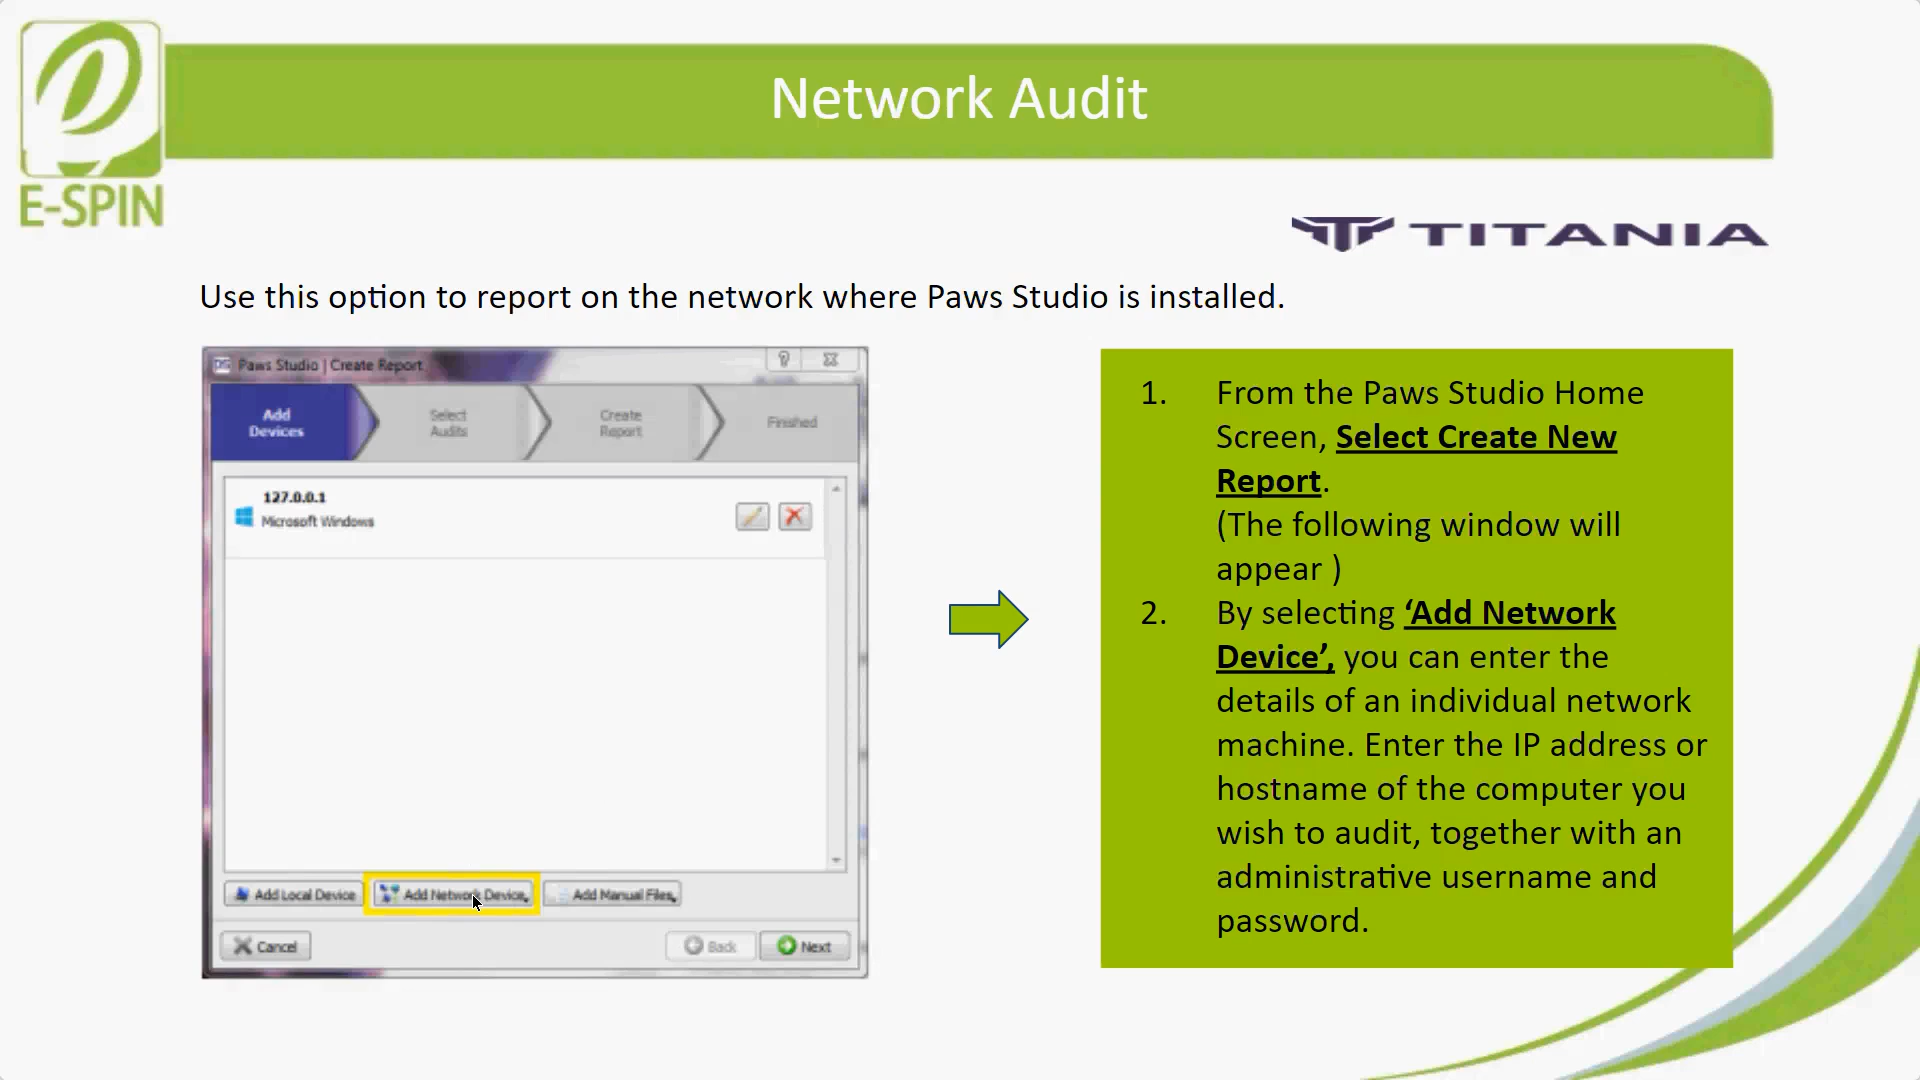 Network Audit
E-SPIN
TITANIA
Use this option to report on the network where Paws Studio is installed.
Paws Studio | Create Report
Add
Devices
Select
Audits
Create
Report
Finished
127.0.0.1
Microsoft Windows
Add Local Device
Add Network Device
Add Manual Files
Cancel
Back
Next
1. From the Paws Studio Home
Screen, Select Create New
Report.
(The following window will
appear )
2. By selecting ‘Add Network
Device’, you can enter the
details of an individual network
machine. Enter the IP address or
hostname of the computer you
wish to audit, together with an
administrative username and
password.